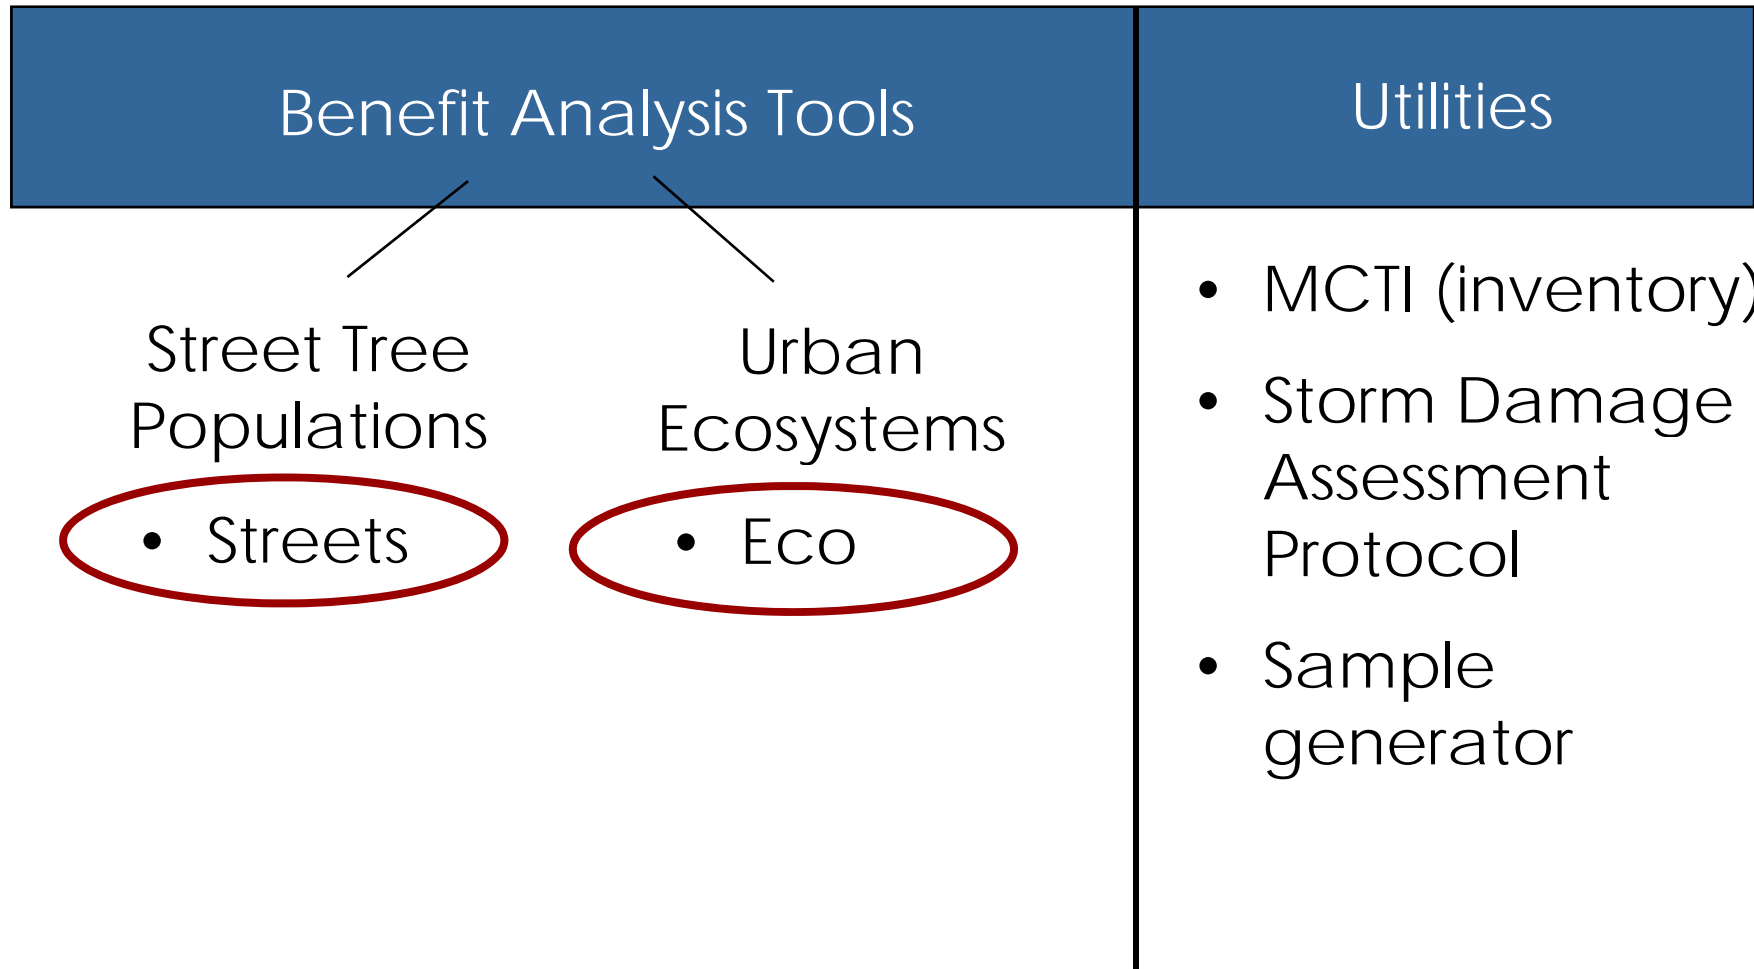 Benefit Analysis Tools
Utilities
Street Tree
Populations
• Streets
Urban
Ecosystems
• Eco
• MCTI (inventory)
• Storm Damage
Assessment
Protocol
• Sample
generator